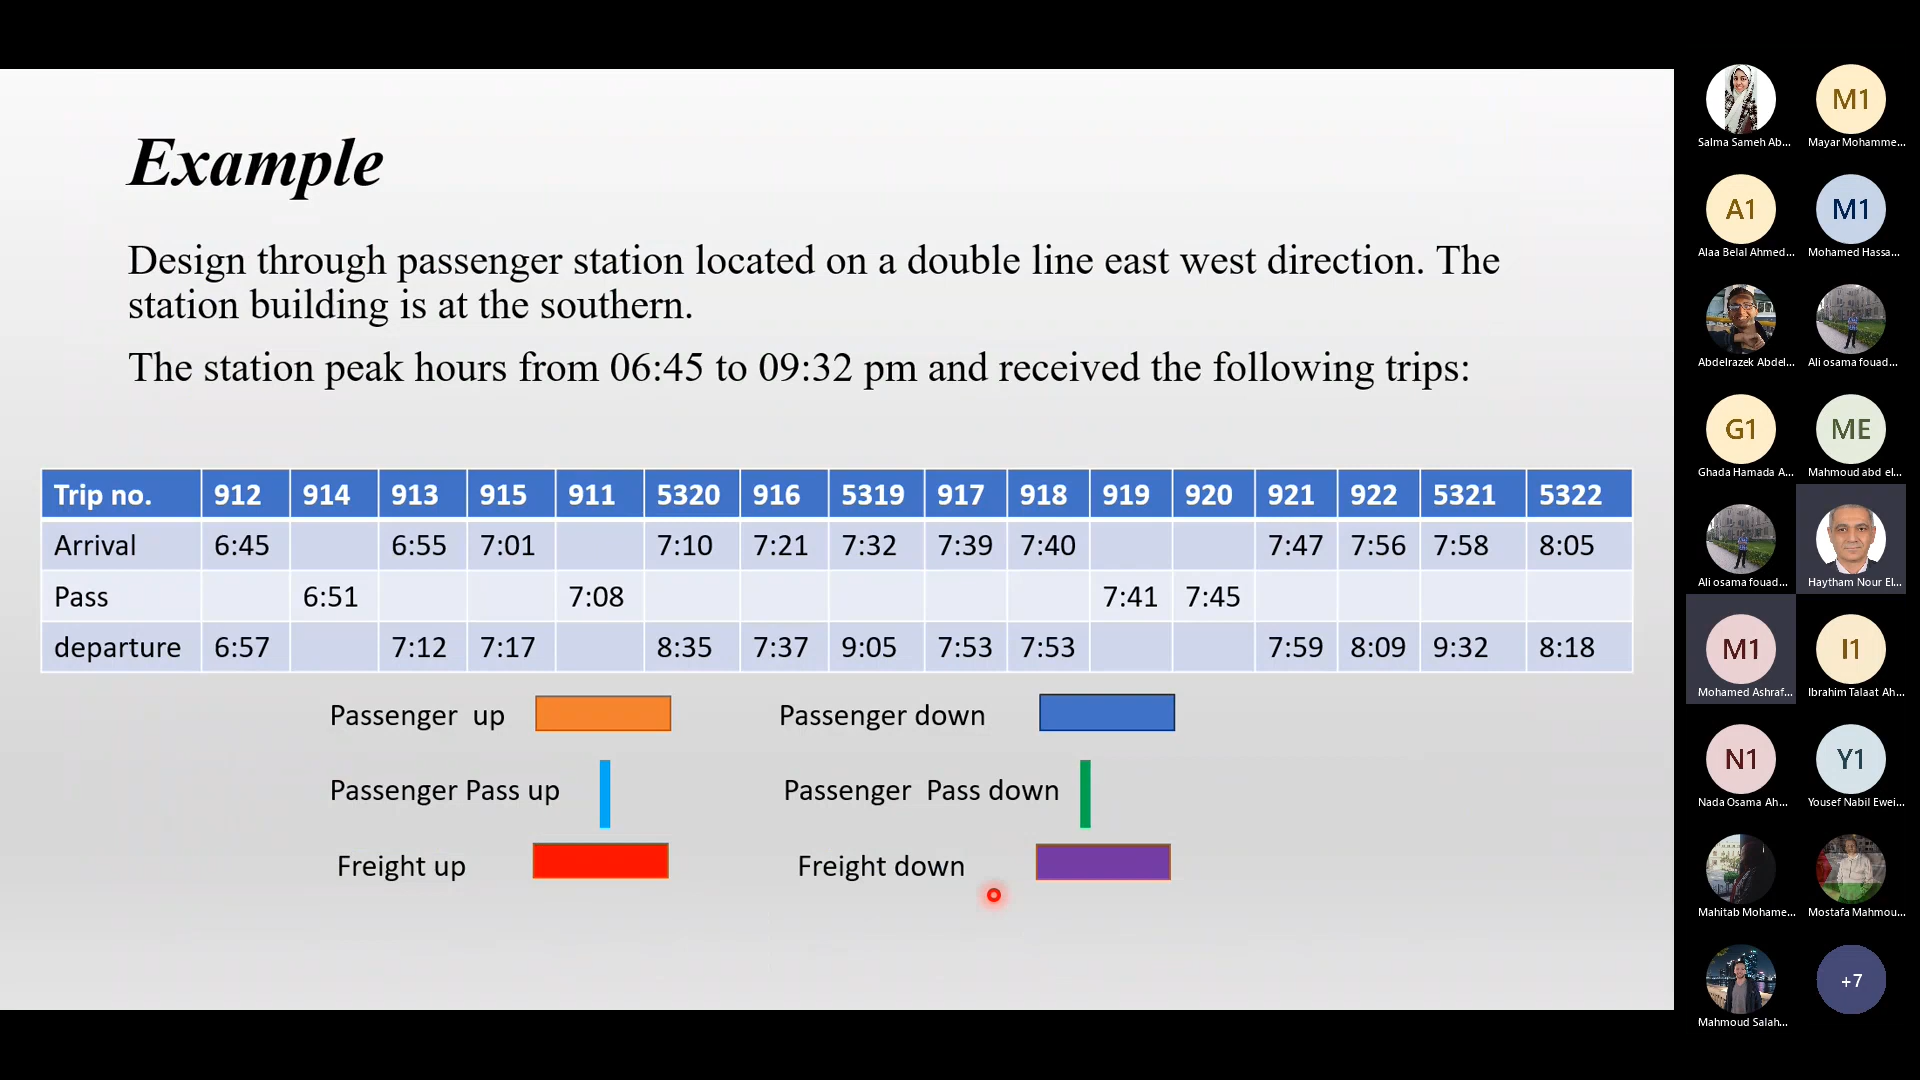 Example
Design through passenger station located on a double line east west direction. The
station building is at the southern.
The station peak hours from 06:45 to 09:32 pm and received the following trips:
Trip no. 912 914 913 915 911 5320 916 5319 917 918 919 920 921 922 5321 5322
Arrival 6:45 6:55 7:01 7:10 7:21 7:32 7:39 7:40 7:47 7:56 7:58 8:05
Pass 6:51 7:08 7:41 7:45
departure 6:57 7:12 7:17 8:35 7:37 9:05 7:53 7:53 7:59 8:09 9:32 8:18
Passenger up Passenger down
Passenger Pass up Passenger Pass down
Freight up Freight down
M1
Salma Sameh Ab... Mayar Mohamme...
A1 M1
Alaa Belal Ahmed... Mohamed Hassa...
Abdelrazek Abdel... Ali osama fouad...
G1 ME
Ghada Hamada A... Mahmoud abd el...
Ali osama fouad... Haytham Nour El...
M1 I1
Mohamed Ashraf... Ibrahim Talaat Ah...
N1 Y1
Nada Osama Ah... Yousef Nabil Ewei...
Mahitab Mohame... Mostafa Mahmou...
+7
Mahmoud Salah...